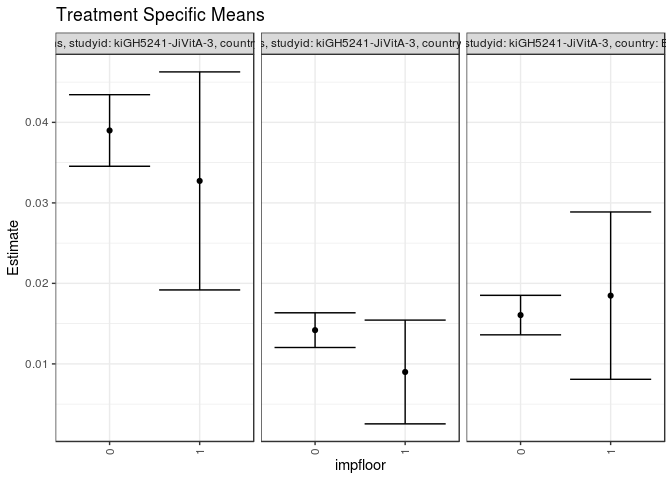 Treatment Specific Means
s, studyid: kiGH5241-JiVitA-3, countr
s, studyid: kiGH5241-JiVitA-3, country
studyid: kiGH5241-JiVitA-3, country:
0.04
0.03
0.02
0.01
Estimate
0 1 0 1 0 1
impfloor